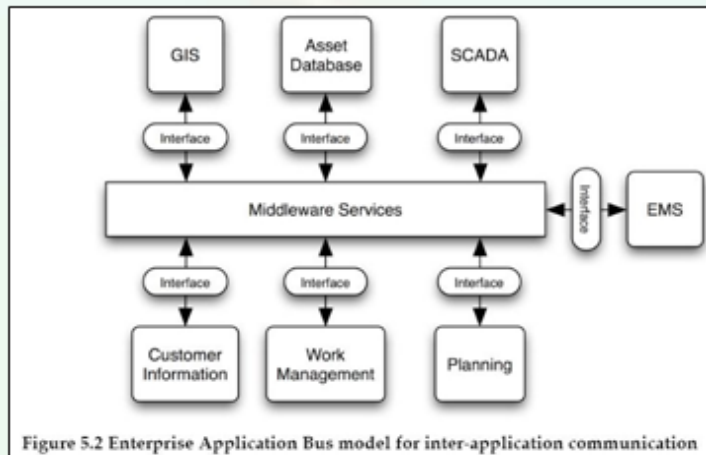 GIS
Asset
Database
SCADA
Interface
Interface
Interface
Middleware Services
Interface
EMS
Interface
Interface
Interface
Customer
Information
Work
Management
Planning
Figure 5.2 Enterprise Application Bus model for inter-application communication